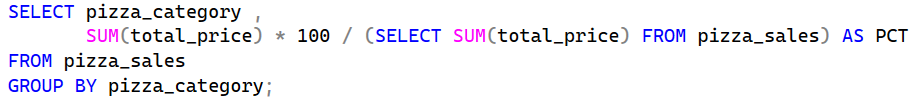 SELECT pizza_category ,
       SUM(total_price) * 100 / (SELECT SUM(total_price) FROM pizza_sales) AS PCT
FROM pizza_sales
GROUP BY pizza_category;